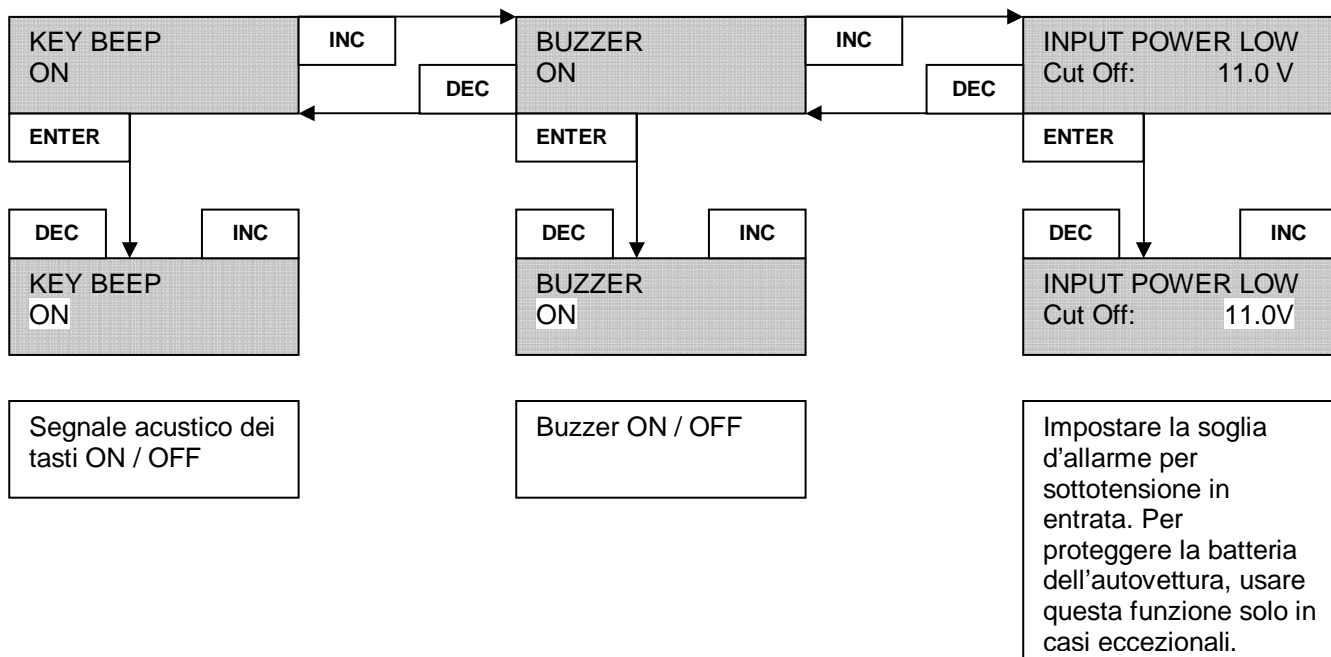 KEY BEEP
ON
INC
DEC
BUZZER
ON
INC
DEC
INPUT POWER LOW
Cut Off: 11.0 V
ENTER
ENTER
ENTER
DEC
INC
DEC
INC
DEC
INC
KEY BEEP
ON
BUZZER
ON
INPUT POWER LOW
Cut Off: 11.0V
Segnale acustico dei
tasti ON / OFF
Buzzer ON / OFF
Impostare la soglia
d’allarme per
sottotensione in
entrata. Per
proteggere la batteria
dell’autovettura, usare
questa funzione solo in
casi eccezionali.